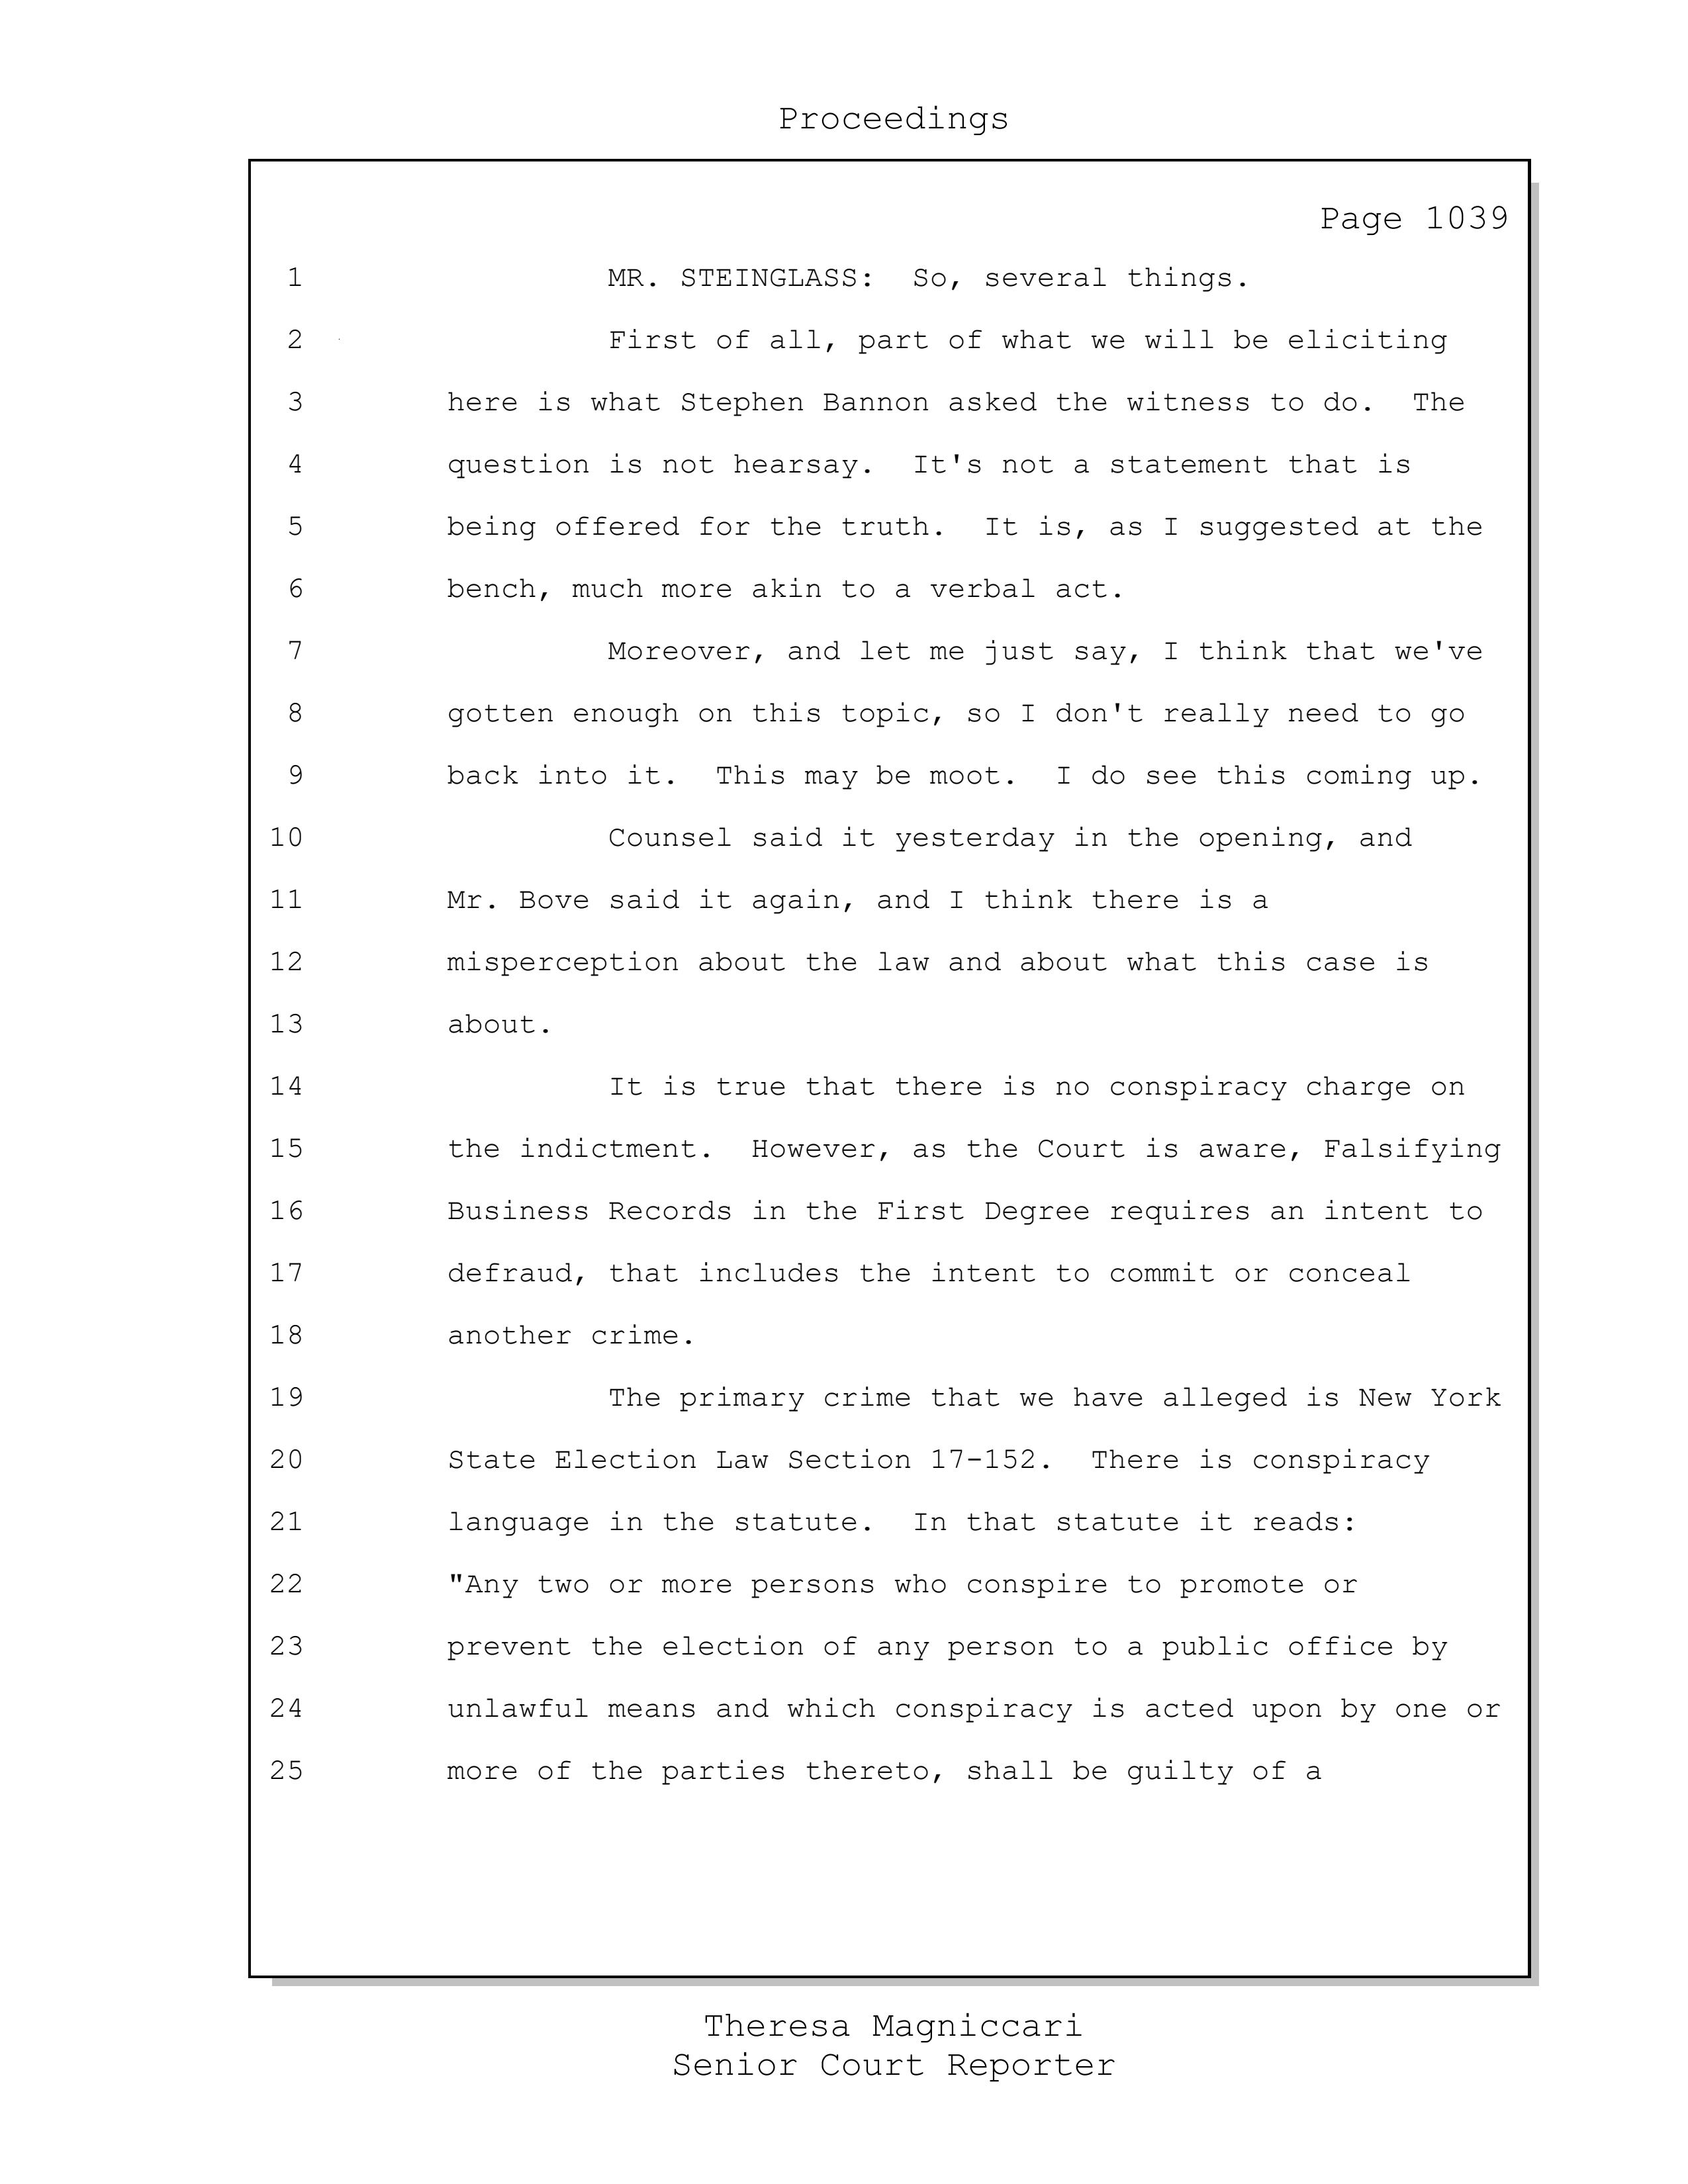 Proceedings
Page 1039
1 MR. STEINGLASS: So, several things.
2 First of all, part of what we will be eliciting
3 here is what Stephen Bannon asked the witness to do. The
4 question is not hearsay. It's not a statement that is
5 being offered for the truth. It is, as I suggested at the
6 bench, much more akin to a verbal act.
7 Moreover, and let me just say, I think that we've
8 gotten enough on this topic, so I don't really need to go
9 back into it. This may be moot. I do see this coming up.
10 Counsel said it yesterday in the opening, and
11 Mr. Bove said it again, and I think there is a
12 misperception about the law and about what this case is
13 about.
14 It is true that there is no conspiracy charge on
15 the indictment. However, as the Court is aware, Falsifying
16 Business Records in the First Degree requires an intent to
17 defraud, that includes the intent to commit or conceal
18 another crime.
19 The primary crime that we have alleged is New York
20 State Election Law Section 17-152. There is conspiracy
21 language in the statute. In that statute it reads:
22 "Any two or more persons who conspire to promote or
23 prevent the election of any person to a public office by
24 unlawful means and which conspiracy is acted upon by one or
25 more of the parties thereto, shall be guilty of a
Theresa Magniccari
Senior Court Reporter